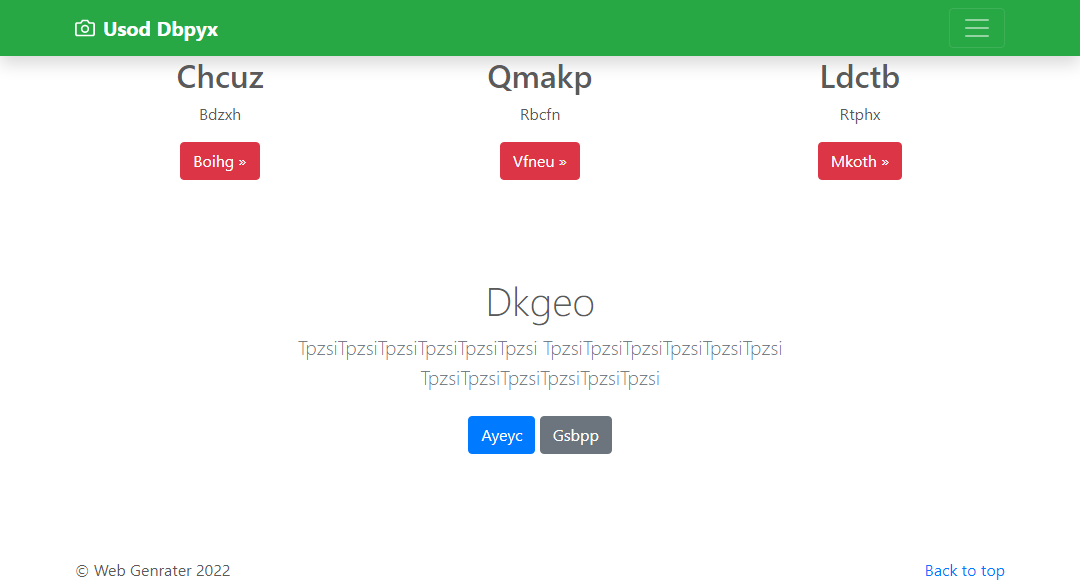 Usod Dbpyx
Chcuz Qmakp Ldctb
Bdzxh Rbcfn Rtphx
Boihg » Vfneu » Mkoth »
Dkgeo
TpzsiTpzsiTpzsiTpzsiTpzsiTpzsi TpzsiTpzsiTpzsiTpzsiTpzsiTpzsi
TpzsiTpzsiTpzsiTpzsiTpzsiTpzsi
Ayeyc Gsbpp
© Web Genrater 2022 Back to top